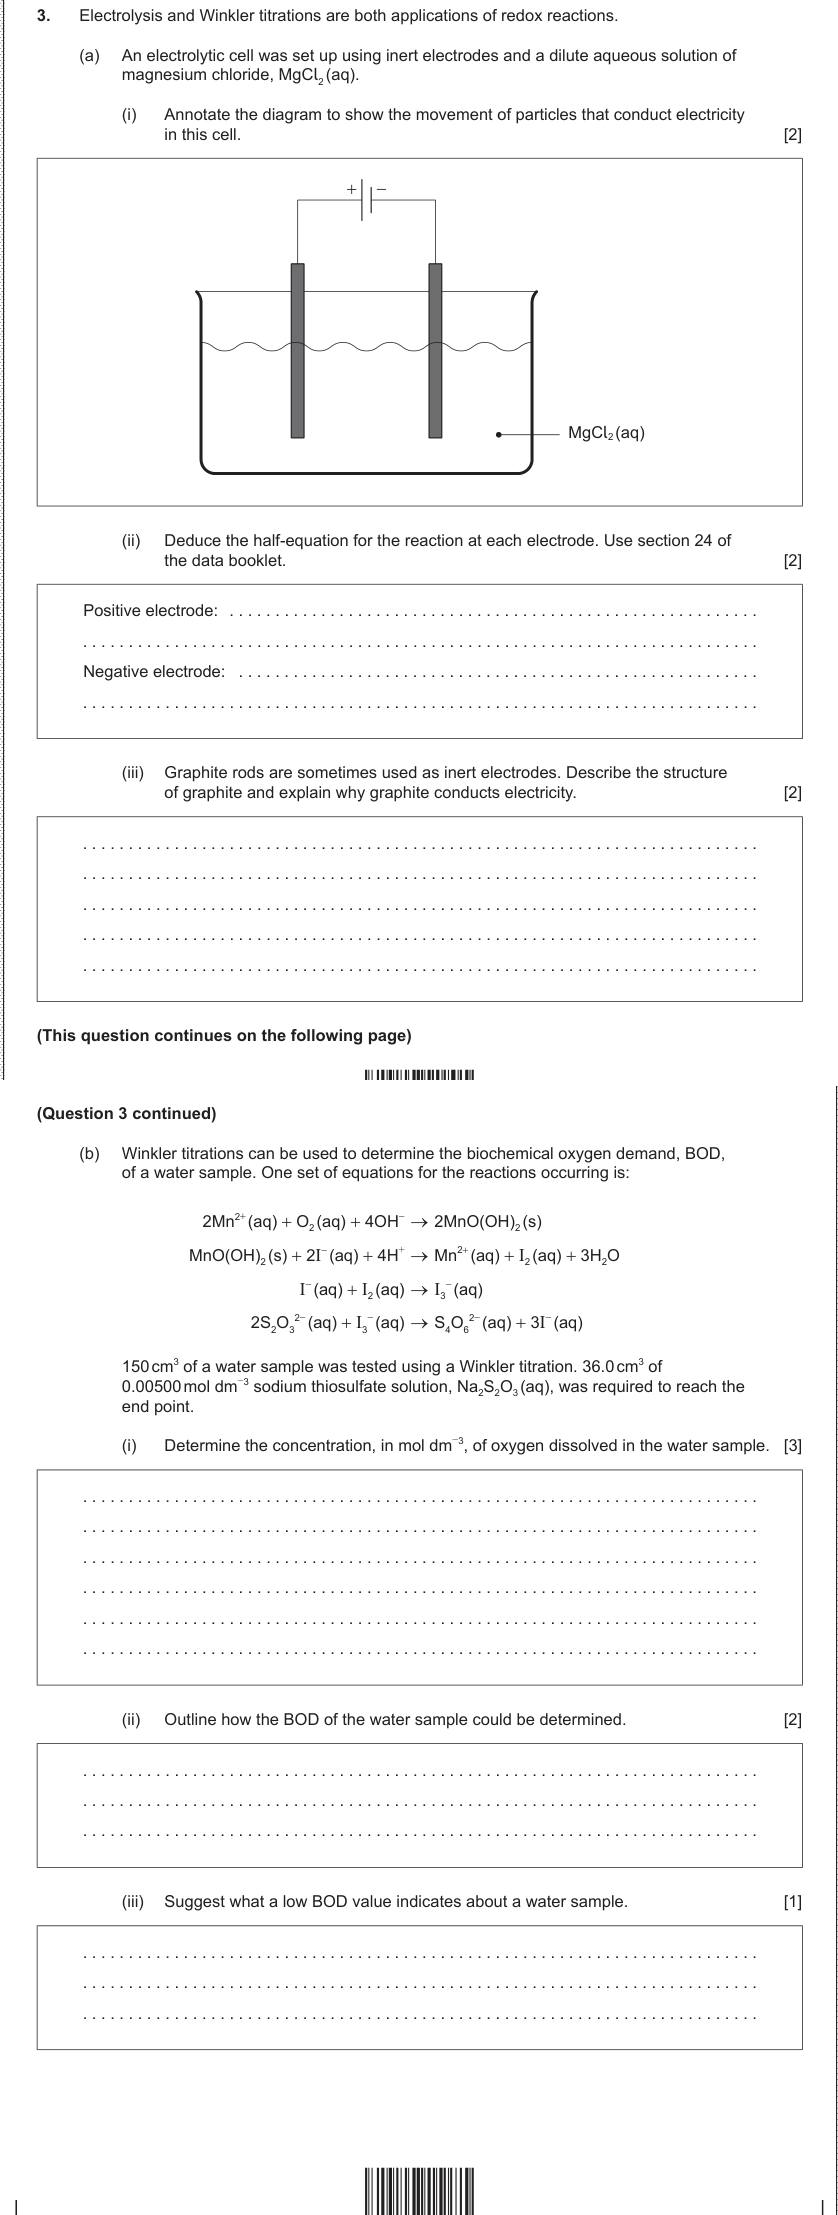 3. Electrolysis and Winkler titrations are both applications of redox reactions.
(a) An electrolytic cell was set up using inert electrodes and a dilute aqueous solution of
magnesium chloride, MgCl₂(aq).
(i) Annotate the diagram to show the movement of particles that conduct electricity
in this cell. [2]
+ −
MgCl₂(aq)
(ii) Deduce the half-equation for the reaction at each electrode. Use section 24 of
the data booklet. [2]
Positive electrode:
Negative electrode:
(iii) Graphite rods are sometimes used as inert electrodes. Describe the structure
of graphite and explain why graphite conducts electricity. [2]
(This question continues on the following page)
(Question 3 continued)
(b) Winkler titrations can be used to determine the biochemical oxygen demand, BOD,
of a water sample. One set of equations for the reactions occurring is:
2Mn²⁺(aq) + O₂(aq) + 4OH⁻ → 2MnO(OH)₂(s)
MnO(OH)₂(s) + 2I⁻(aq) + 4H⁺ → Mn²⁺(aq) + I₂(aq) + 3H₂O
I⁻(aq) + I₂(aq) → I₃⁻(aq)
2S₂O₃²⁻(aq) + I₃⁻(aq) → S₄O₆²⁻(aq) + 3I⁻(aq)
150 cm³ of a water sample was tested using a Winkler titration. 36.0 cm³ of
0.00500 mol dm⁻³ sodium thiosulfate solution, Na₂S₂O₃(aq), was required to reach the
end point.
(i) Determine the concentration, in mol dm⁻³, of oxygen dissolved in the water sample. [3]
(ii) Outline how the BOD of the water sample could be determined. [2]
(iii) Suggest what a low BOD value indicates about a water sample. [1]